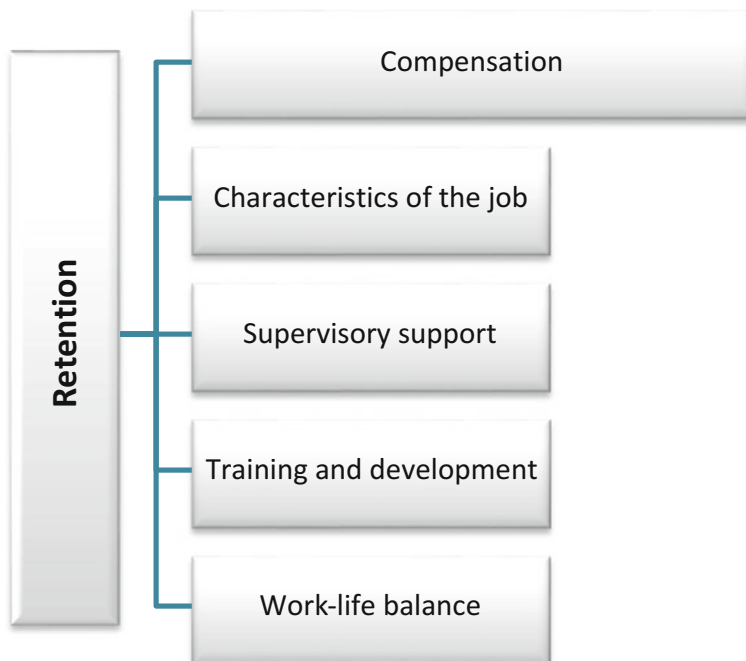 Retention
Compensation
Characteristics of the job
Supervisory support
Training and development
Work-life balance